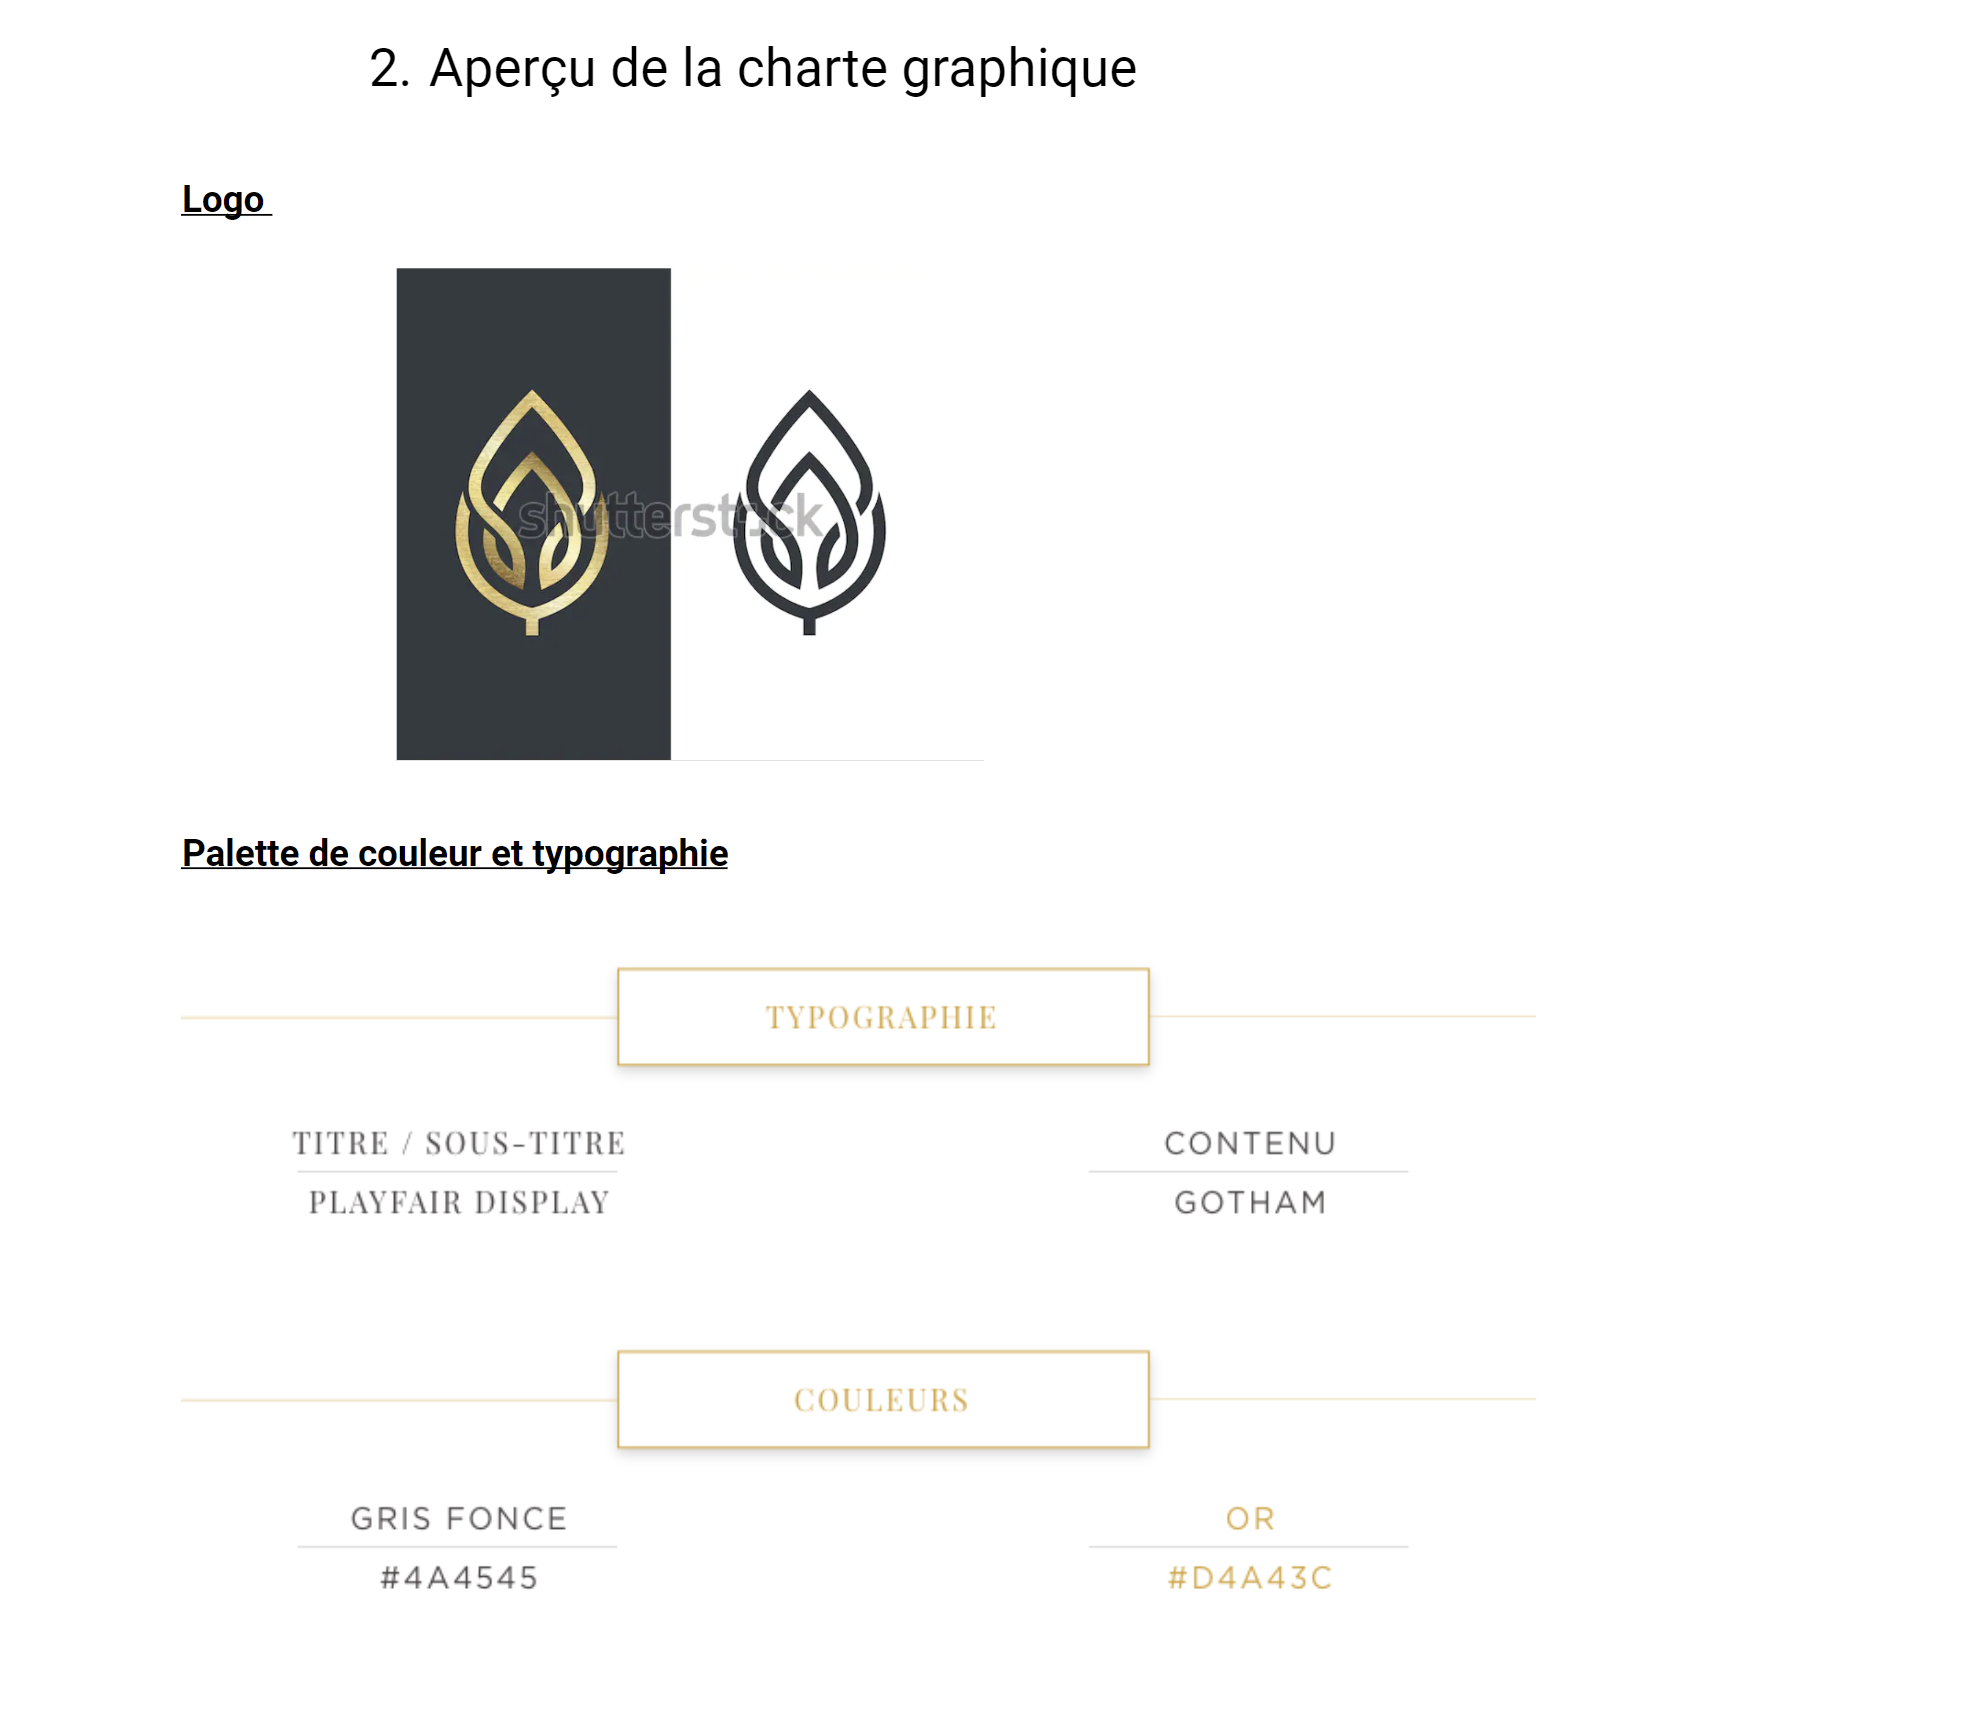 2. Aperçu de la charte graphique
Logo
shutterstock
Palette de couleur et typographie
TYPOGRAPHIE
TITRE / SOUS-TITRE
PLAYFAIR DISPLAY
CONTENU
GOTHAM
COULEURS
GRIS FONCE
#4A4545
OR
#D4A43C